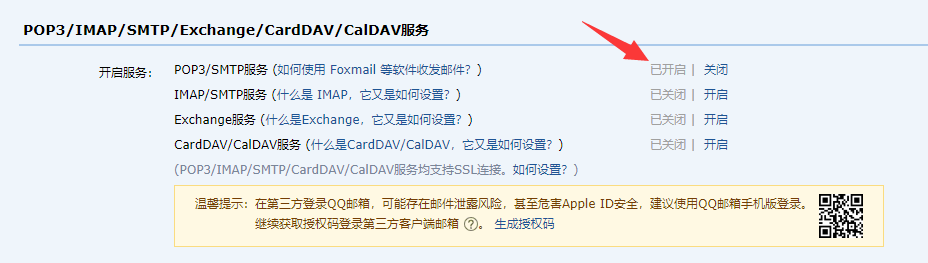 POP3/IMAP/SMTP/Exchange/CardDAV/CalDAV服务
开启服务： POP3/SMTP服务 (如何使用 Foxmail 等软件收发邮件？) 已开启 | 关闭
IMAP/SMTP服务 (什么是 IMAP，它又是如何设置？) 已关闭 | 开启
Exchange服务 (什么是Exchange，它又是如何设置？) 已关闭 | 开启
CardDAV/CalDAV服务 (什么是CardDAV/CalDAV，它又是如何设置？) 已关闭 | 开启
(POP3/IMAP/SMTP/CardDAV/CalDAV服务均支持SSL连接。如何设置？)
温馨提示：在第三方登录QQ邮箱，可能存在邮件泄露风险，甚至危害Apple ID安全，建议使用QQ邮箱手机版登录。
继续获取授权码登录第三方客户端邮箱 ?。 生成授权码